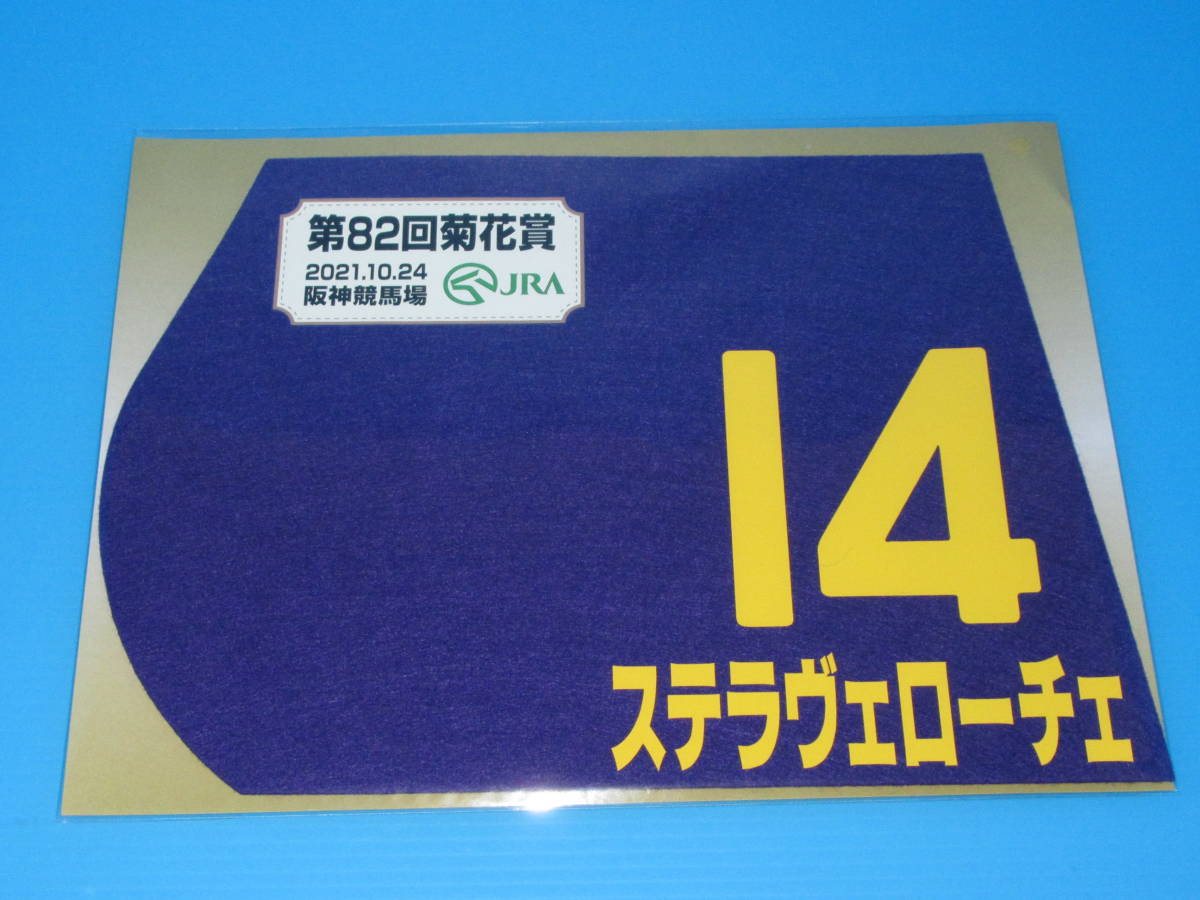 第82回菊花賞
2021.10.24
阪神競馬場
JRA
14
ステラヴェローチェ